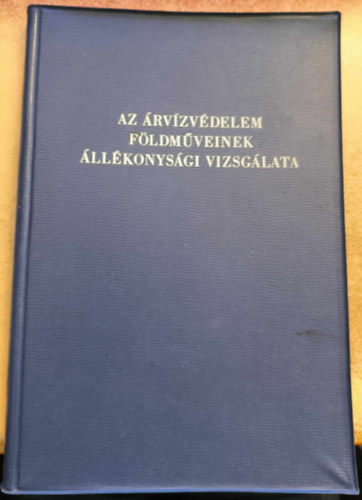 AZ ÁRVÍZVÉDELEM
FÖLDMŰVEINEK
ÁLLÉKONYSÁGI VIZSGÁLATA